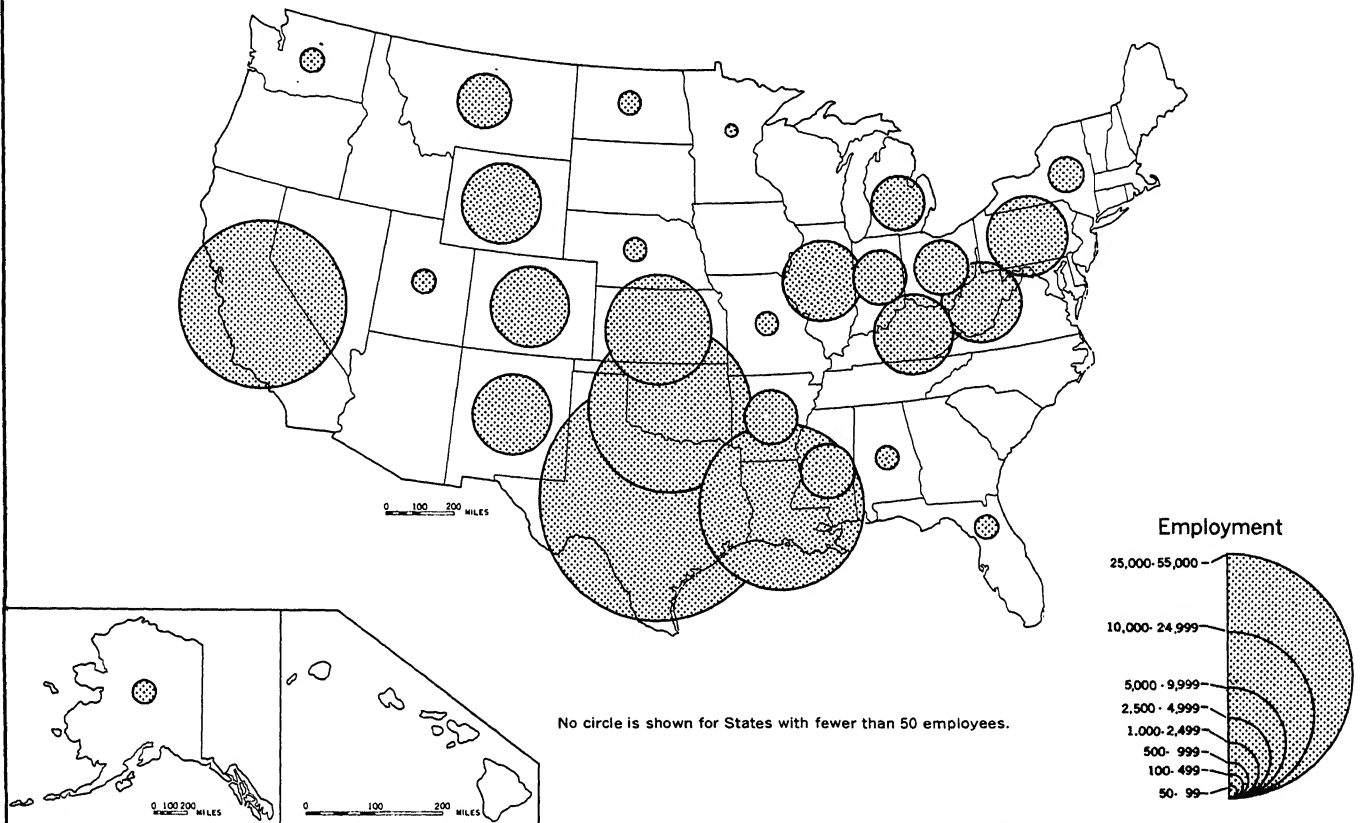 0 100 200 MILES
Employment
25,000-55,000
10,000-24,999
5,000-9,999
2,500-4,999
1,000-2,499
500-999
100-499
50-99
No circle is shown for States with fewer than 50 employees.
0 100 200 MILES
0 100 200 MILES